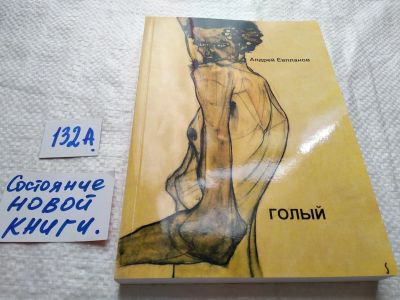 Андрей Евпланов
ГОЛЫЙ
132А.
Состояние
НОВОЙ
КНИГИ.